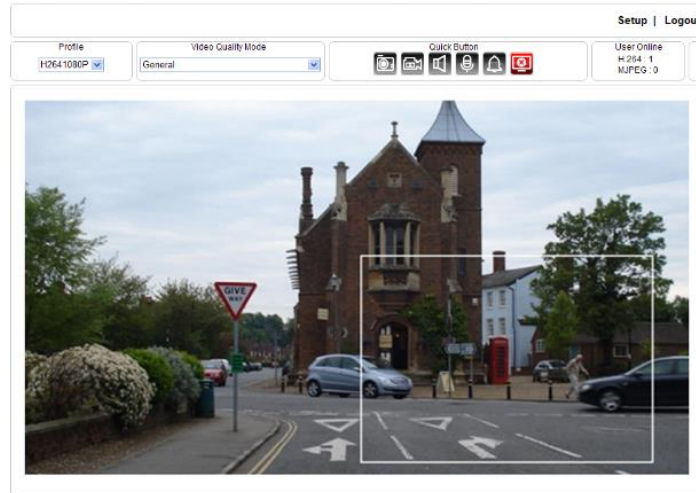 Setup | Logou
Profile
Video Quality Mode
Quick Button
User Online
H2641080P
General
H.264 : 1
MJPEG : 0
GIVE
WAY